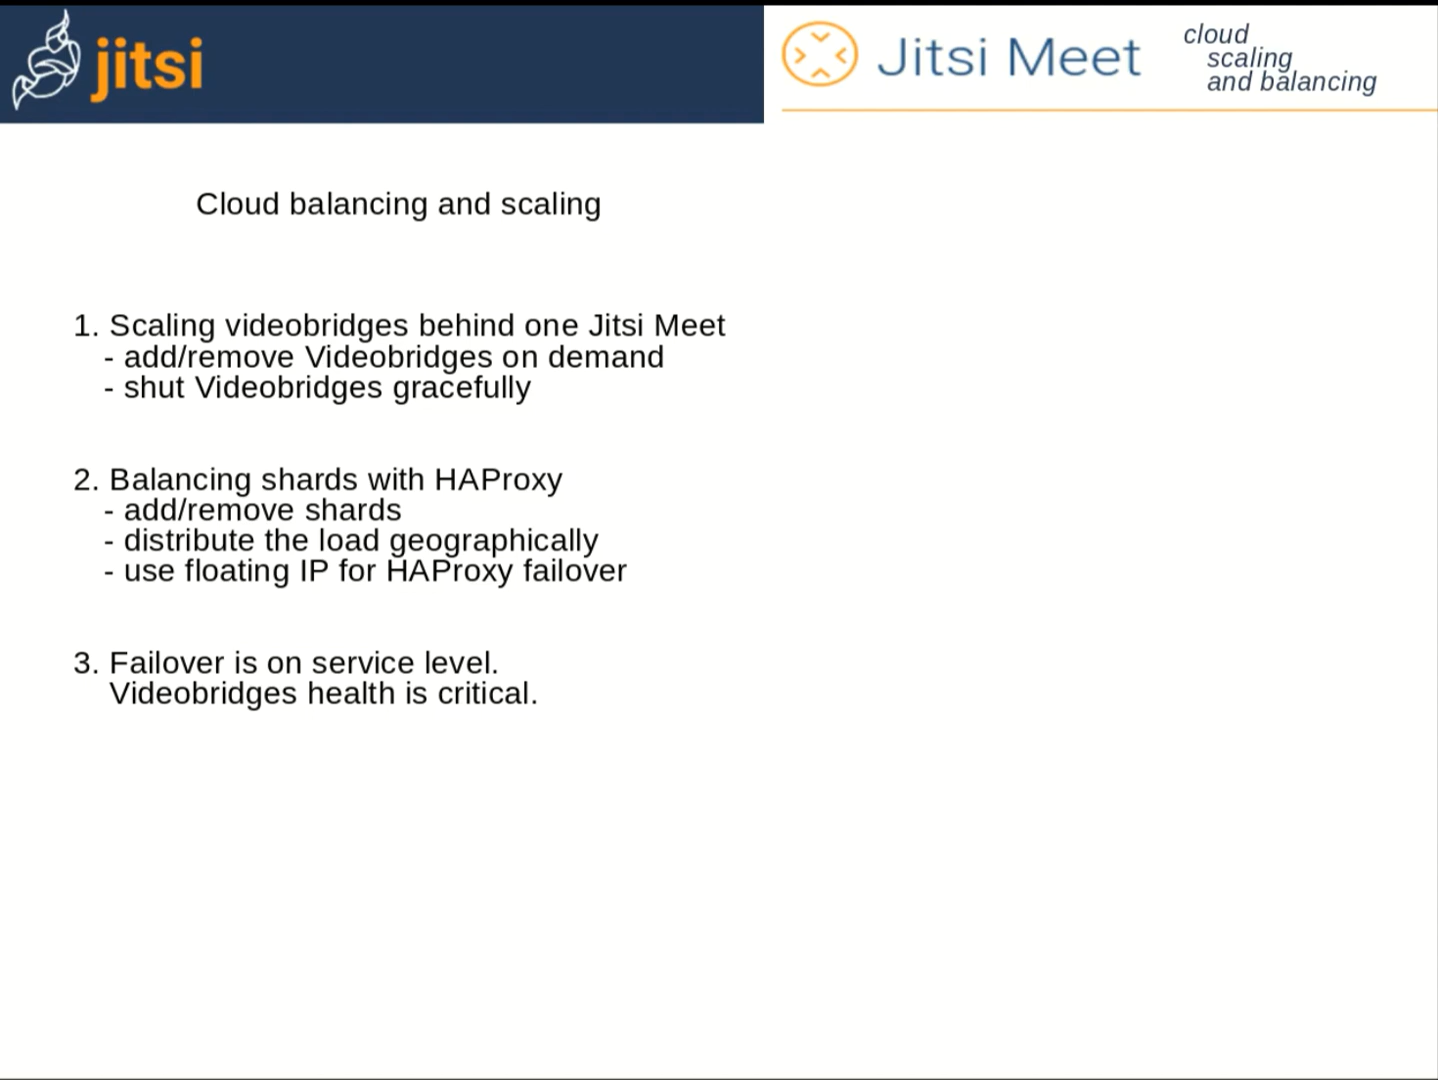 jitsi
Jitsi Meet
cloud
scaling
and balancing
Cloud balancing and scaling
1. Scaling videobridges behind one Jitsi Meet
- add/remove Videobridges on demand
- shut Videobridges gracefully
2. Balancing shards with HAProxy
- add/remove shards
- distribute the load geographically
- use floating IP for HAProxy failover
3. Failover is on service level.
Videobridges health is critical.